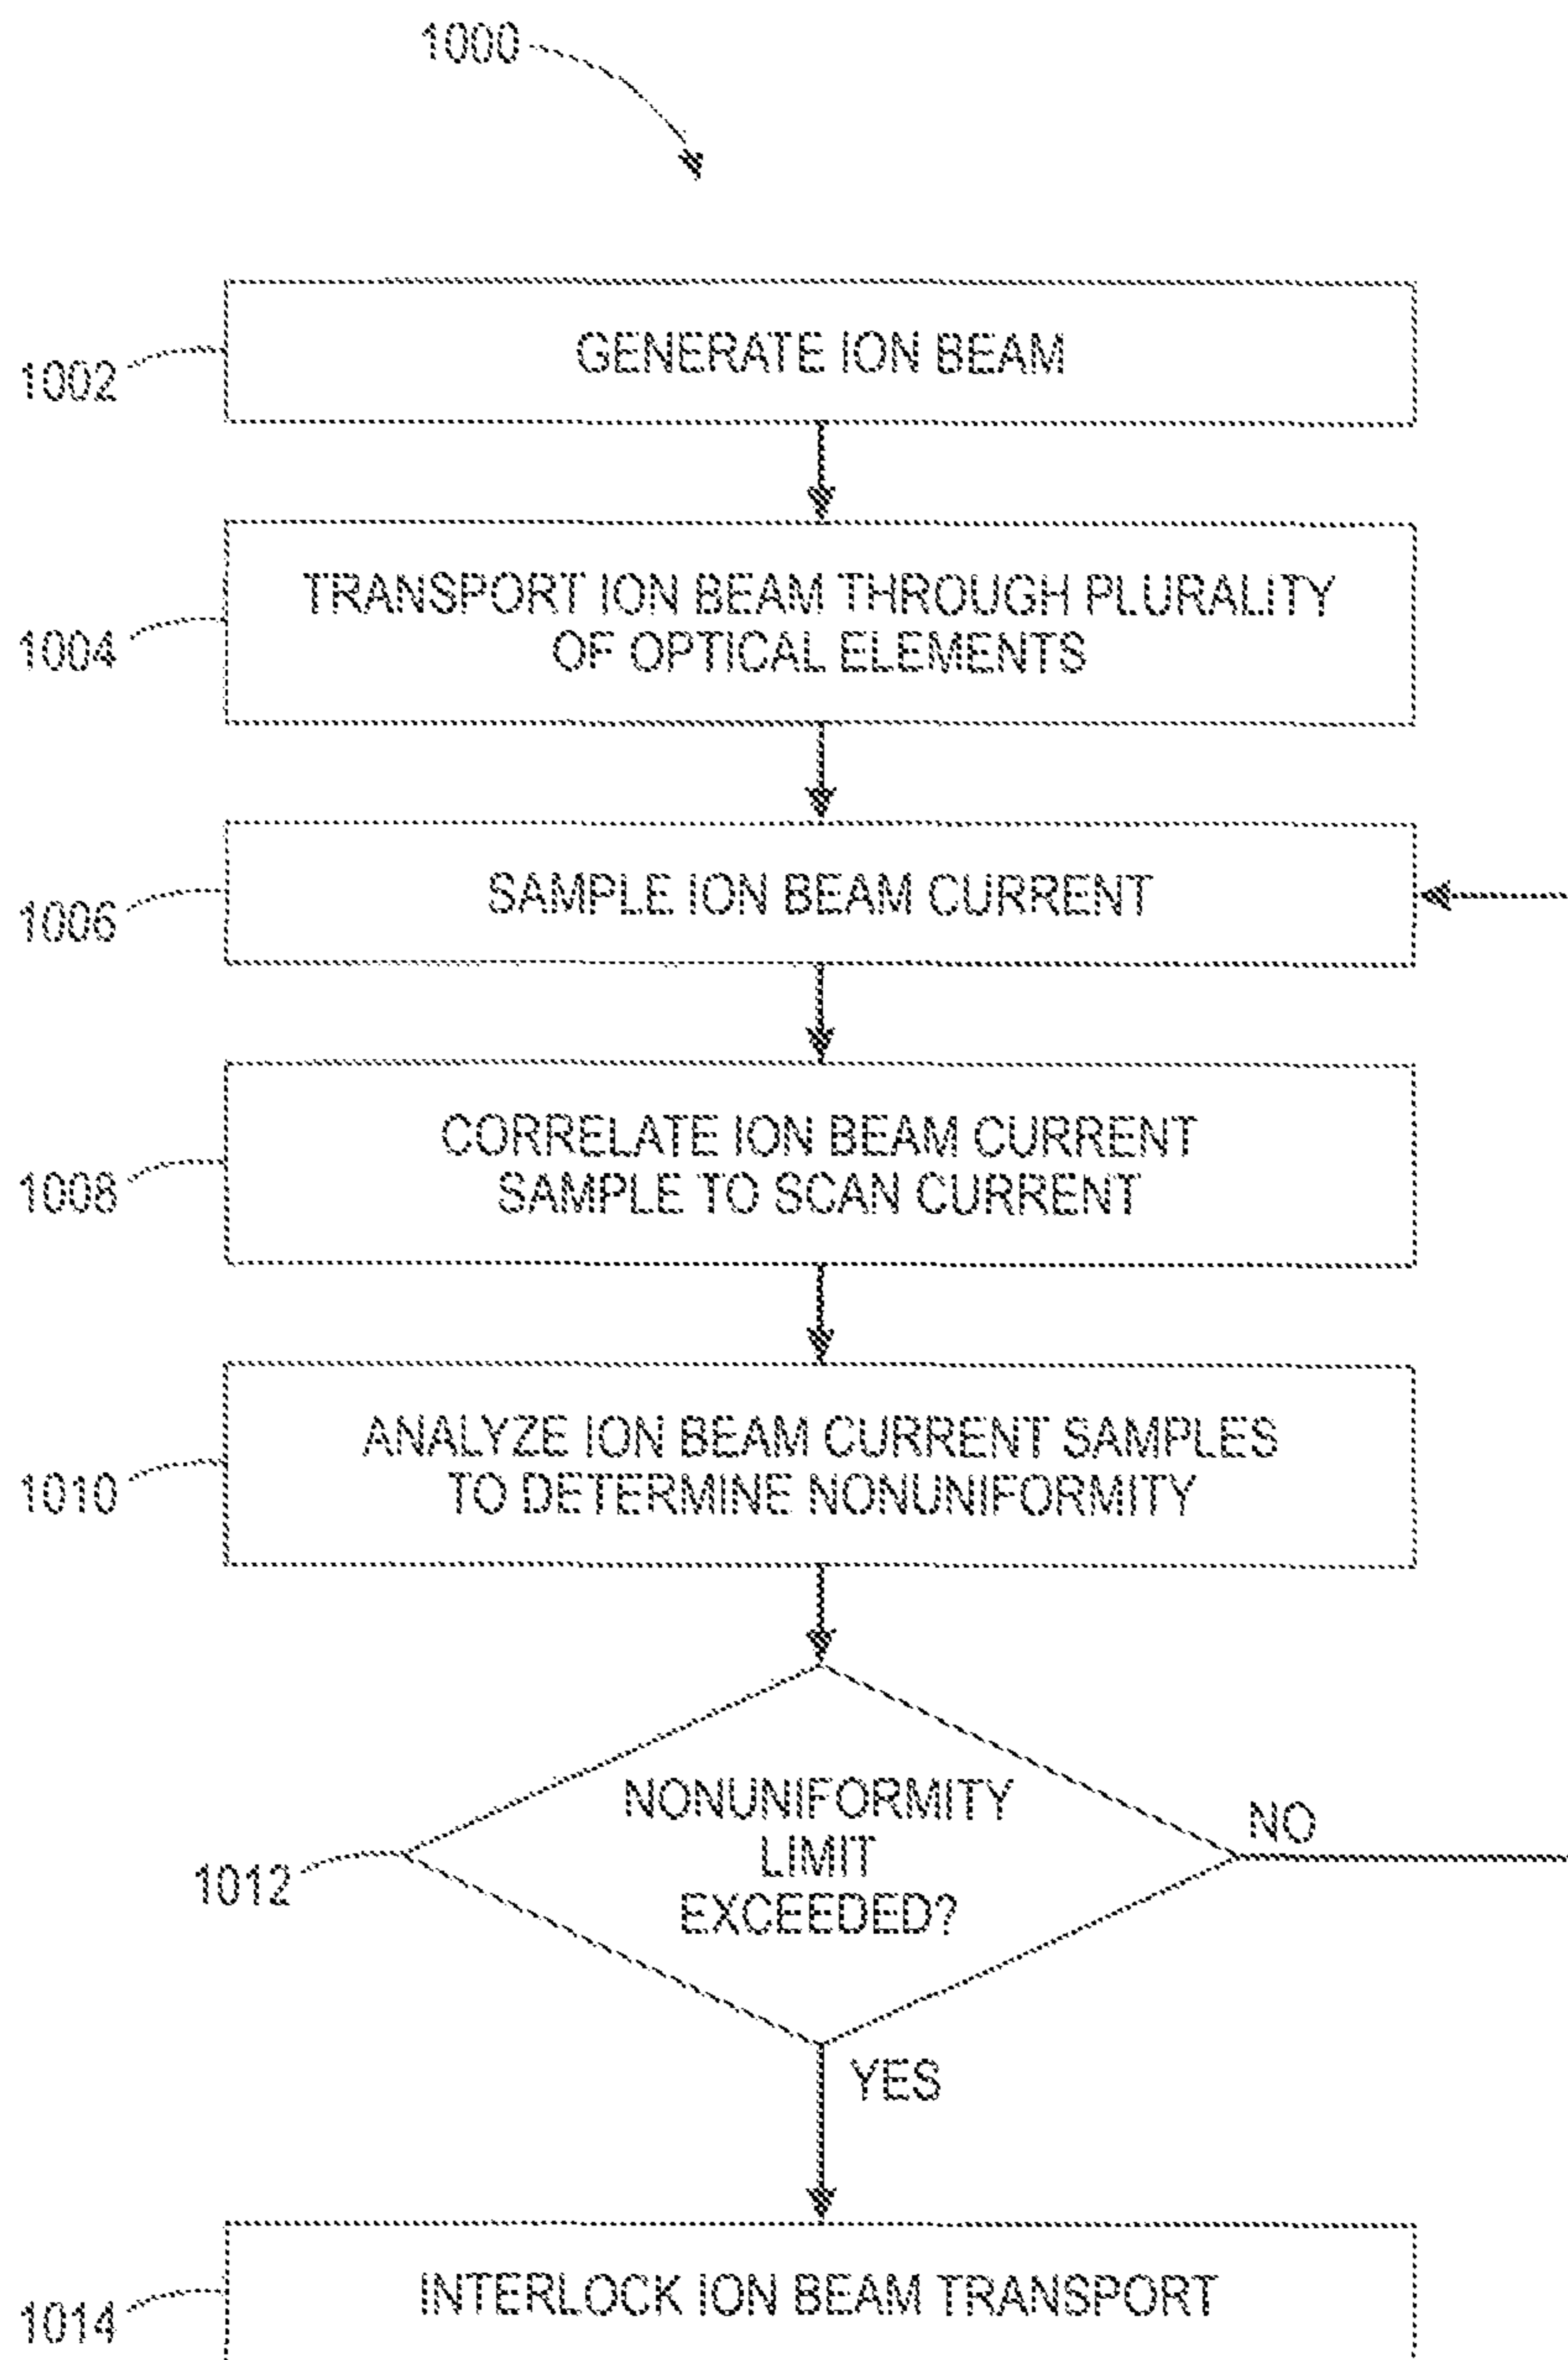 1000
1002
GENERATE ION BEAM
1004
TRANSPORT ION BEAM THROUGH PLURALITY
OF OPTICAL ELEMENTS
1006
SAMPLE ION BEAM CURRENT
1008
CORRELATE ION BEAM CURRENT
SAMPLE TO SCAN CURRENT
1010
ANALYZE ION BEAM CURRENT SAMPLES
TO DETERMINE NONUNIFORMITY
1012
NONUNIFORMITY
LIMIT
EXCEEDED?
NO
YES
1014
INTERLOCK ION BEAM TRANSPORT